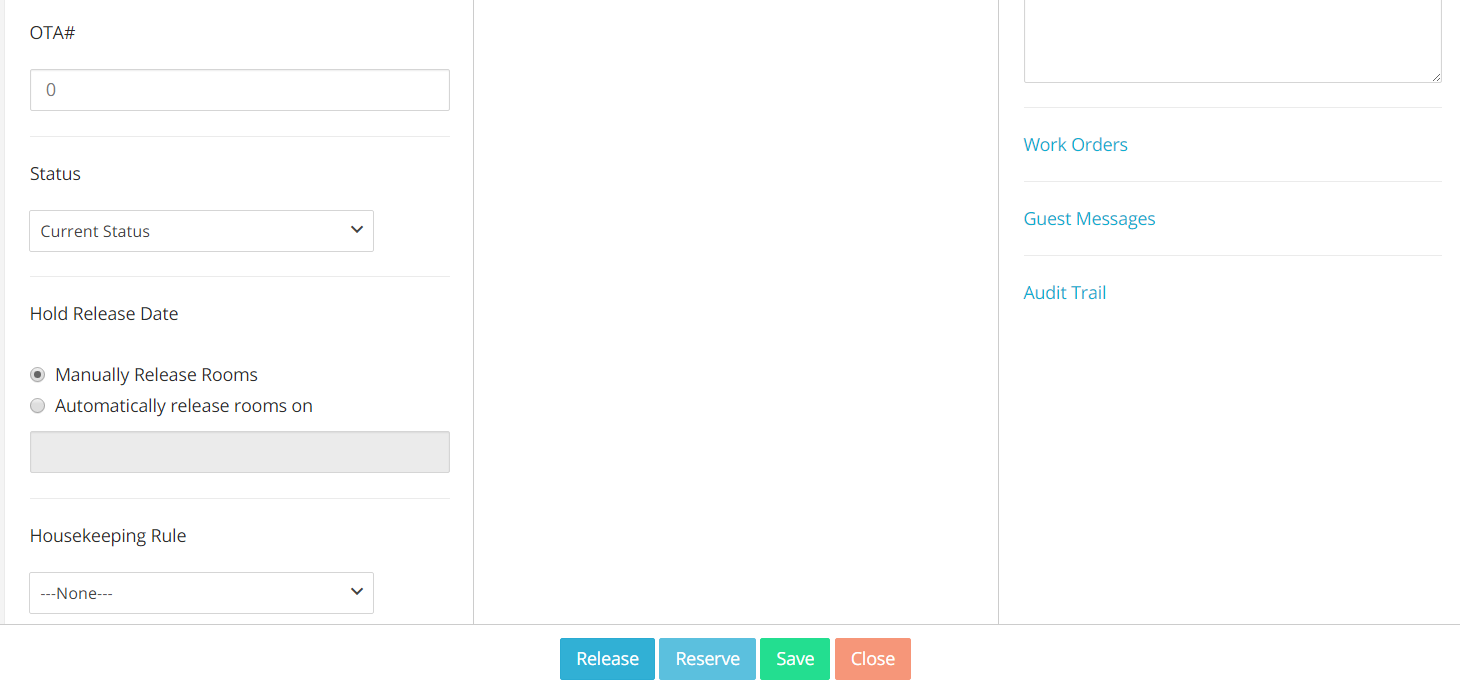 OTA#
0
Status
Current Status
Hold Release Date
Manually Release Rooms
Automatically release rooms on
Housekeeping Rule
---None---
Work Orders
Guest Messages
Audit Trail
Release
Reserve
Save
Close